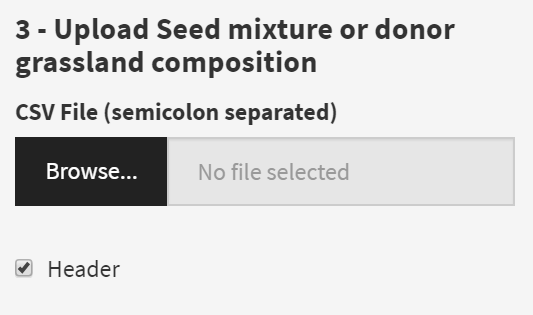 3 - Upload Seed mixture or donor
grassland composition
CSV File (semicolon separated)
Browse... No file selected
Header